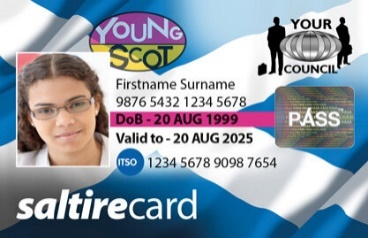 YOUNG
SCOT
YOUR
COUNCIL
Firstname Surname
9876 5432 1234 5678
DoB - 20 AUG 1999
PASS
Valid to - 20 AUG 2025
ITSO 1234 5678 9098 7654
saltirecard